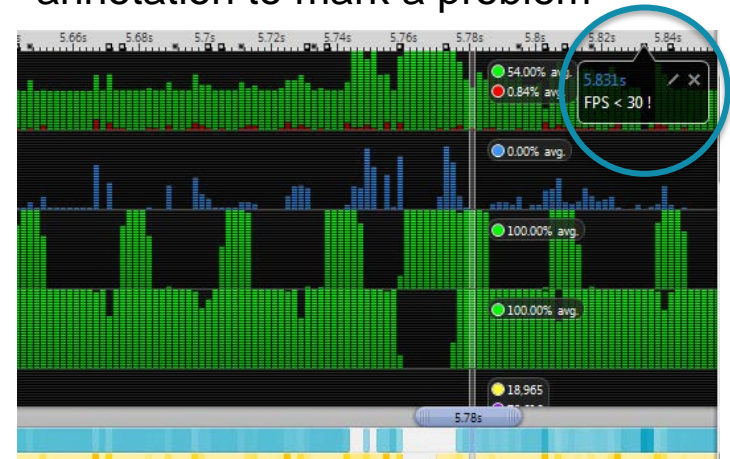 annotation to mark a problem
5.66s 5.68s 5.7s 5.72s 5.74s 5.76s 5.78s 5.8s 5.82s 5.84s
54.00% avg.
0.84% avg.
5.831s
FPS < 30 !
0.00% avg.
100.00% avg.
100.00% avg.
18,965
5.78s